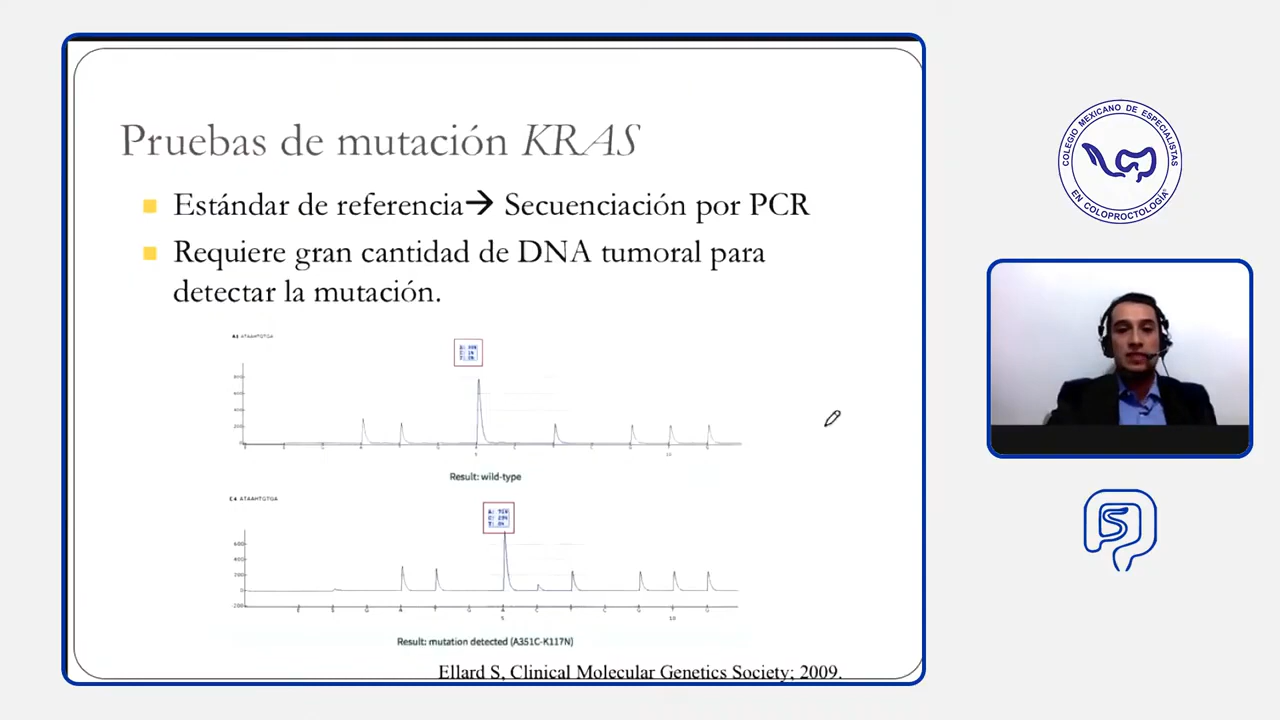 Pruebas de mutación KRAS
Estándar de referencia→ Secuenciación por PCR
Requiere gran cantidad de DNA tumoral para
detectar la mutación.
Result: wild-type
Result: mutation detected (A351C-K117N)
Ellard S, Clinical Molecular Genetics Society; 2009.
COLEGIO MEXICANO DE ESPECIALISTAS
EN COLOPROCTOLOGÍA